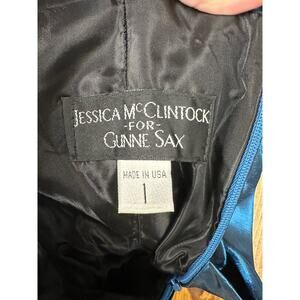 JESSICA MCCLINTOCK
-FOR-
GUNNE SAX
MADE IN USA
1